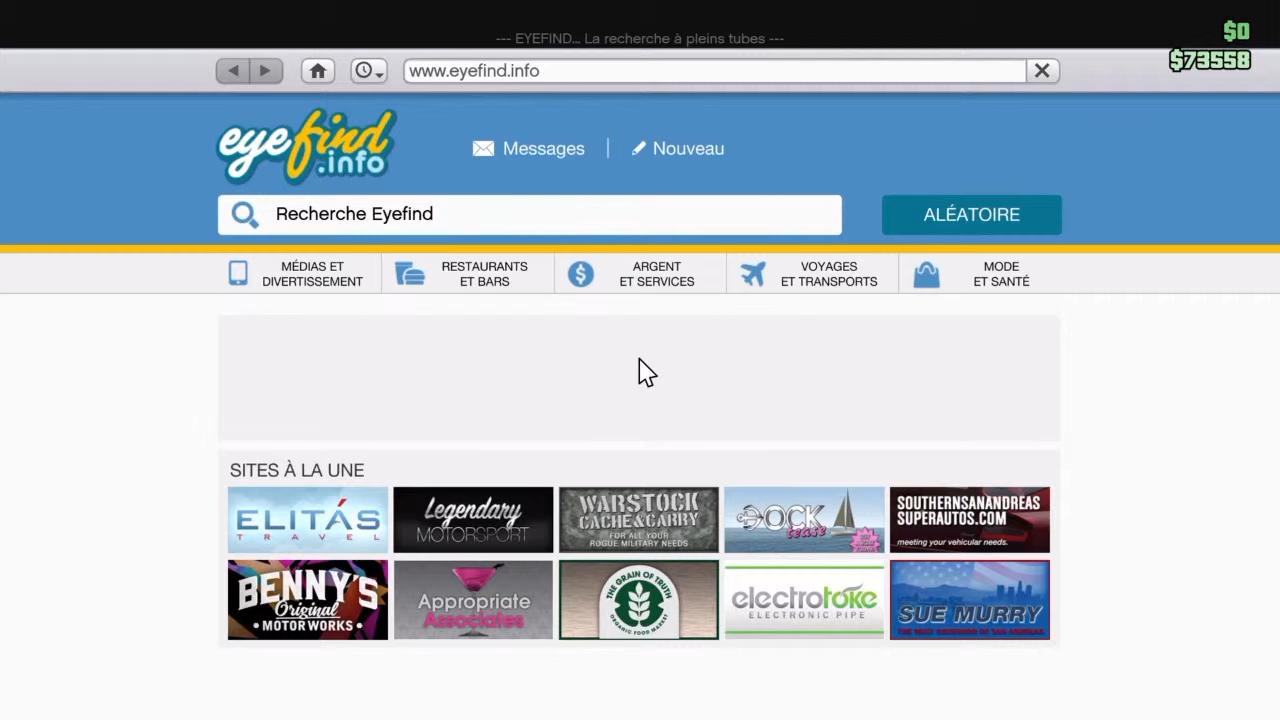 --- EYEFIND... La recherche à pleins tubes ---
$0
$73558
www.eyefind.info
eyefind
.info
Messages
Nouveau
Recherche Eyefind
ALÉATOIRE
MÉDIAS ET
DIVERTISSEMENT
RESTAURANTS
ET BARS
ARGENT
ET SERVICES
VOYAGES
ET TRANSPORTS
MODE
ET SANTÉ
SITES À LA UNE
ELITÁS
TRAVEL
Legendary
MOTORSPORT
WARSTOCK
CACHE&CARRY
FOR ALL YOUR
ROGUE MILITARY NEEDS
DOCK
tease
SOUTHERNSANANDREAS
SUPERAUTOS.COM
meeting your vehicular needs.
BENNY'S
Original
• MOTOR WORKS •
Appropriate
Associates
THE GRAIN OF TRUTH
ORGANIC FOOD MARKET
electrotoke
ELECTRONIC PIPE
SUE MURRY